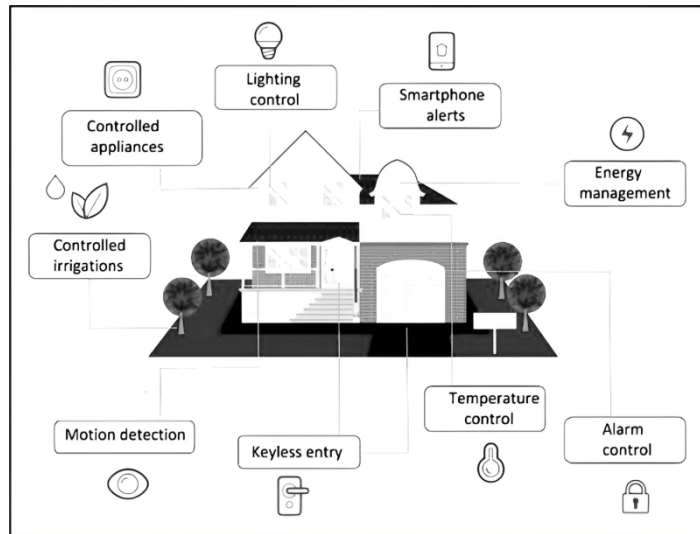 Lighting
control
Smartphone
alerts
Controlled
appliances
Energy
management
Controlled
irrigations
Motion detection
Keyless entry
Temperature
control
Alarm
control